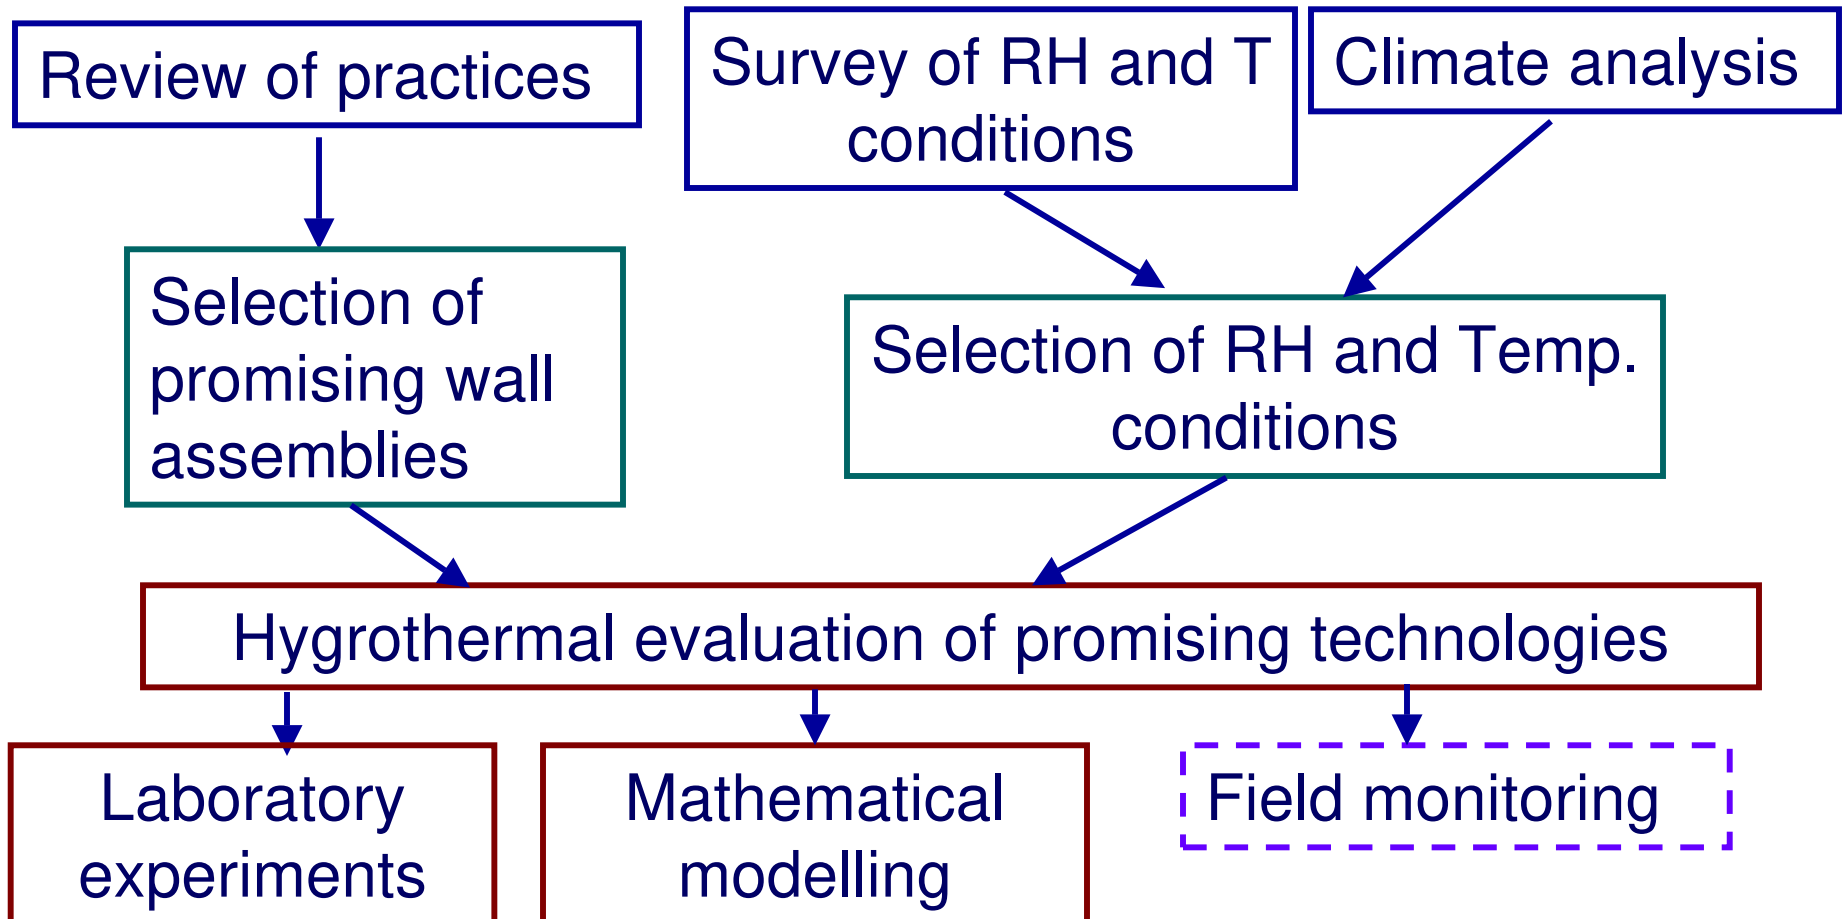 Review of practices
Survey of RH and T
conditions
Climate analysis
Selection of
promising wall
assemblies
Selection of RH and Temp.
conditions
Hygrothermal evaluation of promising technologies
Laboratory
experiments
Mathematical
modelling
Field monitoring